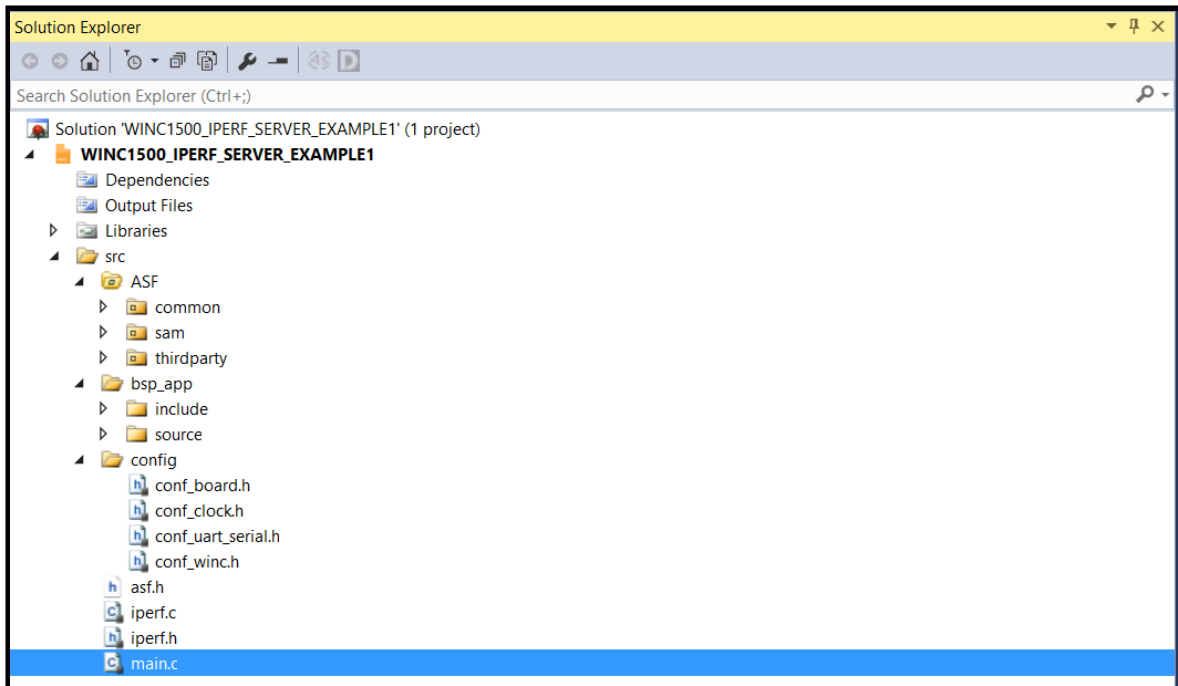 Solution Explorer
Search Solution Explorer (Ctrl+;)
Solution 'WINC1500_IPERF_SERVER_EXAMPLE1' (1 project)
WINC1500_IPERF_SERVER_EXAMPLE1
Dependencies
Output Files
Libraries
src
ASF
common
sam
thirdparty
bsp_app
include
source
config
conf_board.h
conf_clock.h
conf_uart_serial.h
conf_winc.h
asf.h
iperf.c
iperf.h
main.c